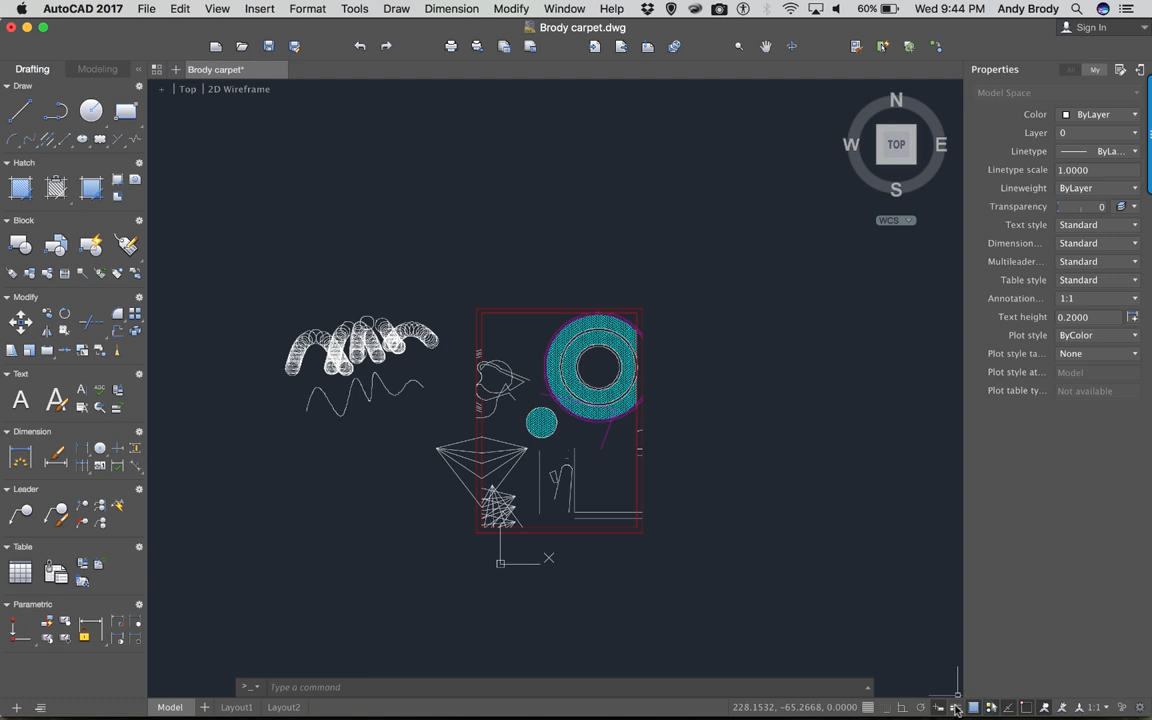 AutoCAD 2017 File Edit View Insert Format Tools Draw Dimension Modify Window Help 60% Wed 9:44 PM Andy Brody
Brody carpet.dwg
Sign In
Drafting Modeling « + Brody carpet* Properties All My
Draw + Top 2D Wireframe
Model Space
N
W TOP E
S
WCS
Color ByLayer
Layer 0
Linetype ByLa...
Linetype scale 1.0000
Lineweight ByLayer
Transparency 0
Text style Standard
Dimension... Standard
Multileader... Standard
Table style Standard
Annotation... 1:1
Text height 0.2000
Plot style ByColor
Plot style ta... None
Plot style at... Model
Plot table ty... Not available
Hatch
Block
Modify
Text
A A
Dimension
Leader
Table
Parametric
X
>_ Type a command
Model + Layout1 Layout2 228.1532, -65.2668, 0.0000 1:1